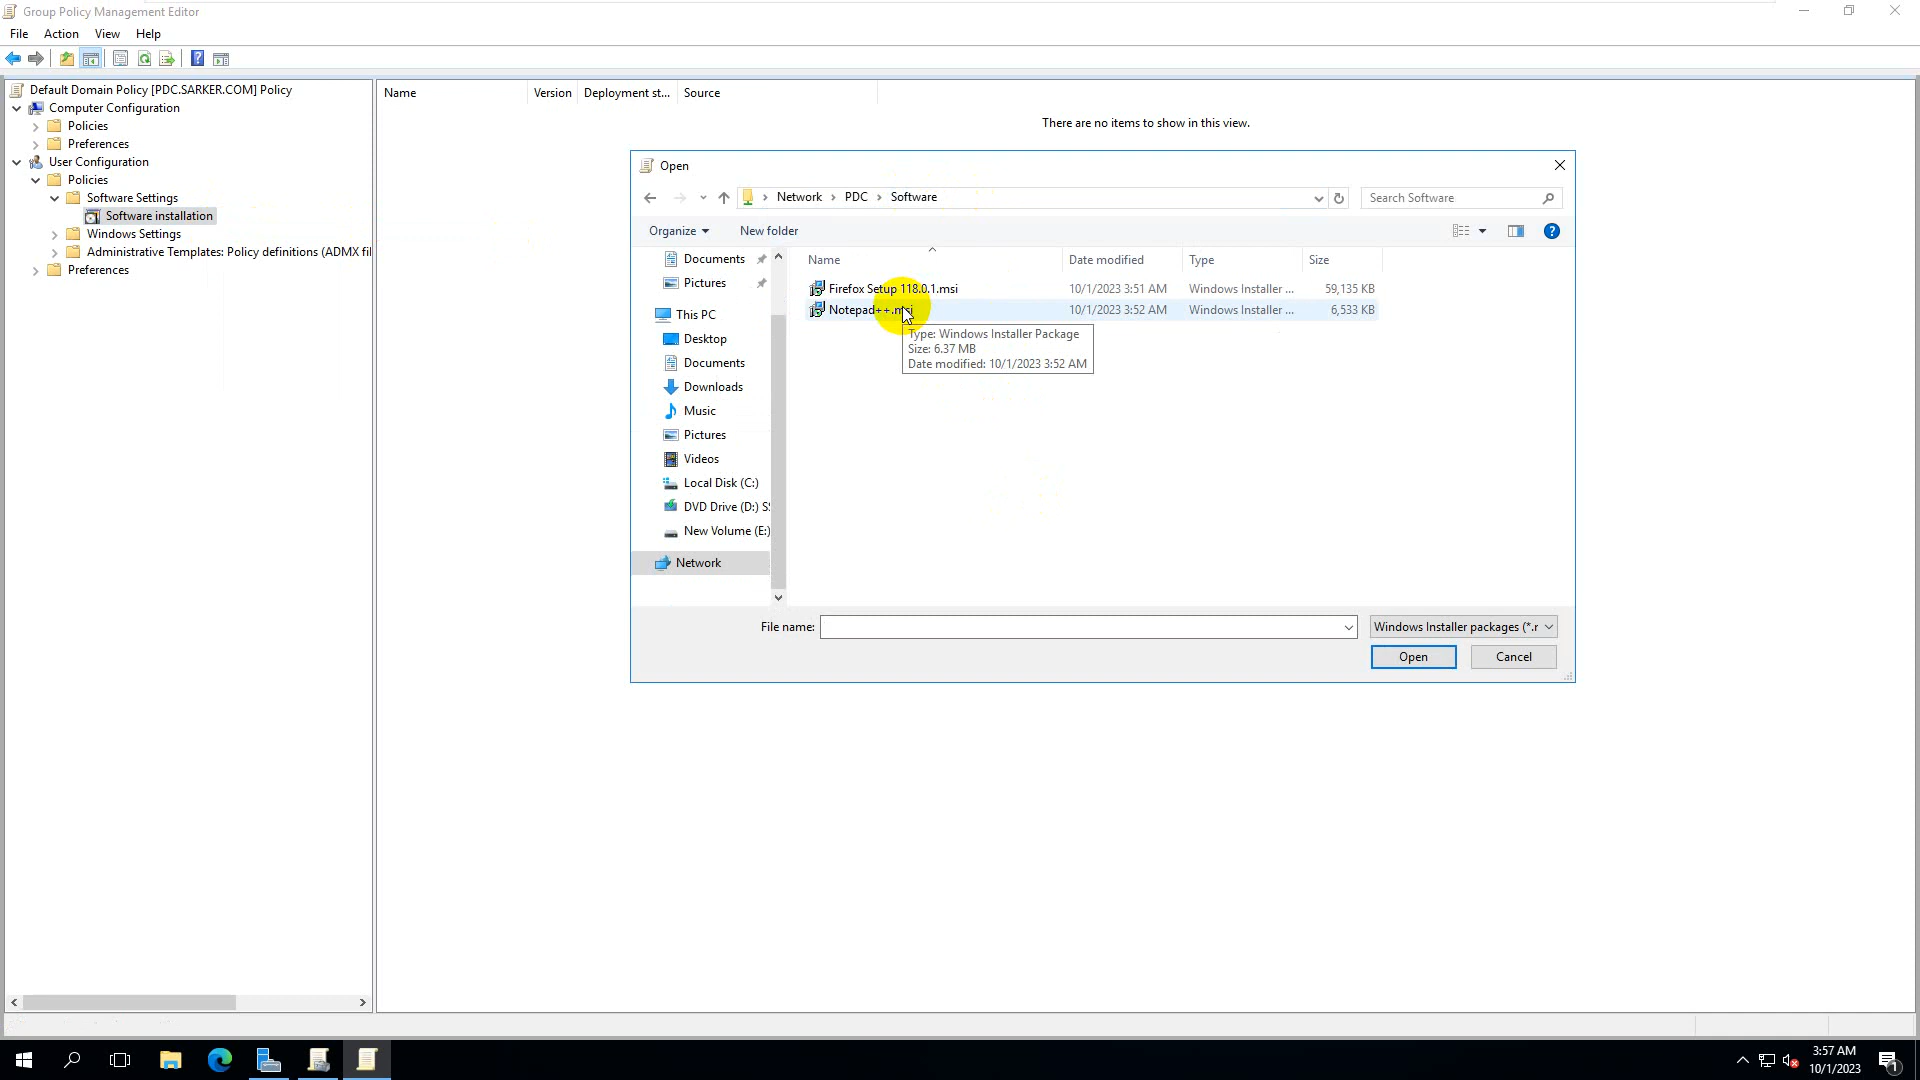 Group Policy Management Editor
File Action View Help
Default Domain Policy [PDC.SARKER.COM] Policy
Computer Configuration
Policies
Preferences
User Configuration
Policies
Software Settings
Software installation
Windows Settings
Administrative Templates: Policy definitions (ADMX fil
Preferences
Name Version Deployment st... Source
There are no items to show in this view.
Open
Network PDC Software
Search Software
Organize New folder
Documents
Pictures
This PC
Desktop
Documents
Downloads
Music
Pictures
Videos
Local Disk (C:)
DVD Drive (D:) S
New Volume (E:)
Network
Name Date modified Type Size
Firefox Setup 118.0.1.msi 10/1/2023 3:51 AM Windows Installer ... 59,135 KB
Notepad++.msi 10/1/2023 3:52 AM Windows Installer ... 6,533 KB
Type: Windows Installer Package
Size: 6.37 MB
Date modified: 10/1/2023 3:52 AM
File name:
Windows Installer packages (*.r
Open Cancel
3:57 AM
10/1/2023
1